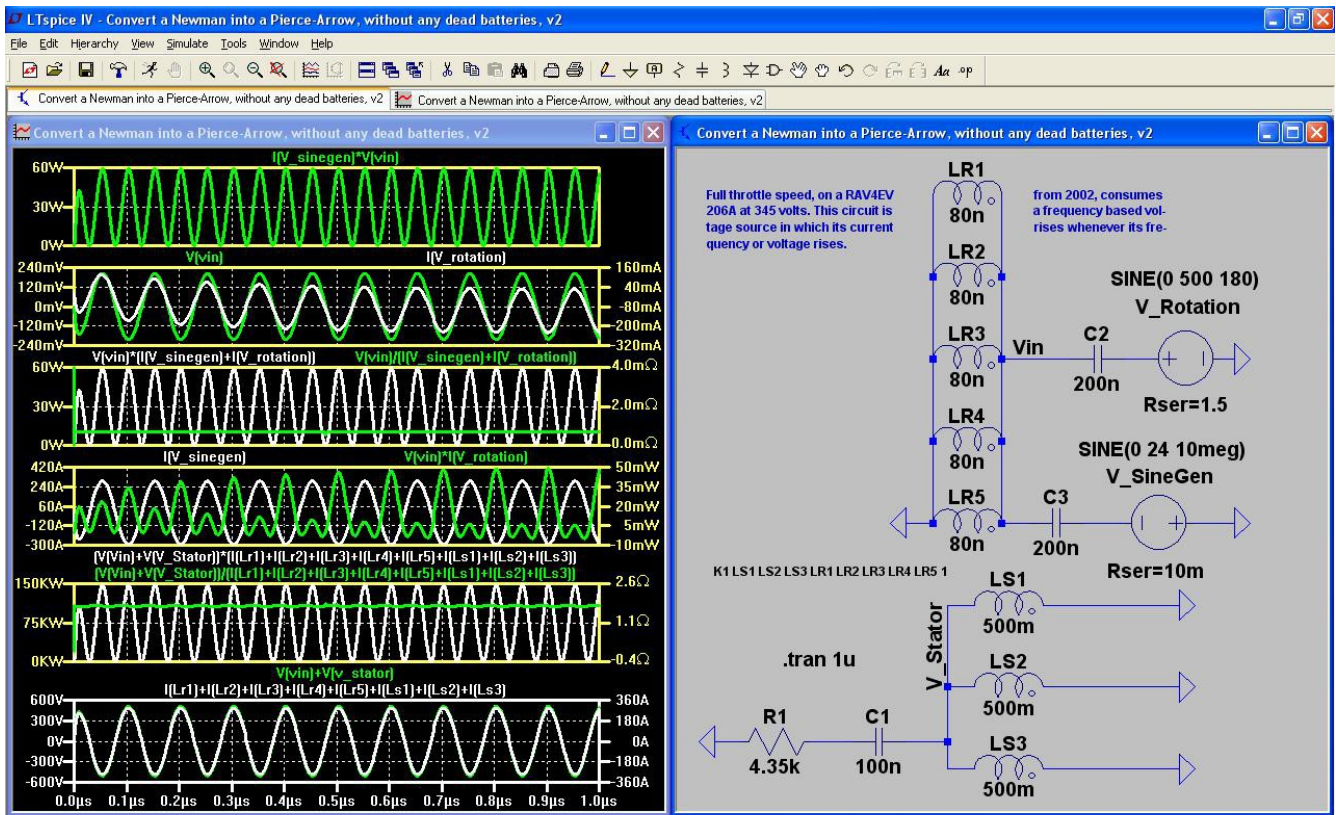 LTspice IV - Convert a Newman into a Pierce-Arrow, without any dead batteries, v2
File Edit Hierarchy View Simulate Tools Window Help
Aa .op
Convert a Newman into a Pierce-Arrow, without any dead batteries, v2 Convert a Newman into a Pierce-Arrow, without any dead batteries, v2
Convert a Newman into a Pierce-Arrow, without any dead batteries, v2
I(V_sinegen)*V(vin)
60W
30W
0W
V(vin) I(V_rotation)
240mV 160mA
120mV 40mA
0mV -80mA
-120mV -200mA
-240mV -320mA
V(vin)*(I(V_sinegen)+I(V_rotation)) V(vin)/(I(V_sinegen)+I(V_rotation))
60W 4.0mΩ
30W 2.0mΩ
0W 0.0mΩ
I(V_sinegen) V(vin)*I(V_rotation)
420A 50mW
240A 35mW
60A 20mW
-120A 5mW
-300A -10mW
(V(Vin)+V(V_Stator))*(I(Lr1)+I(Lr2)+I(Lr3)+I(Lr4)+I(Lr5)+I(Ls1)+I(Ls2)+I(Ls3))
(V(Vin)+V(V_Stator))/(I(Lr1)+I(Lr2)+I(Lr3)+I(Lr4)+I(Lr5)+I(Ls1)+I(Ls2)+I(Ls3))
150KW 2.6Ω
75KW 1.1Ω
0KW -0.4Ω
V(vin)+V(v_stator)
I(Lr1)+I(Lr2)+I(Lr3)+I(Lr4)+I(Lr5)+I(Ls1)+I(Ls2)+I(Ls3)
600V 360A
300V 180A
0V 0A
-300V -180A
-600V -360A
0.0µs 0.1µs 0.2µs 0.3µs 0.4µs 0.5µs 0.6µs 0.7µs 0.8µs 0.9µs 1.0µs
Convert a Newman into a Pierce-Arrow, without any dead batteries, v2
Full throttle speed, on a RAV4EV from 2002, consumes
206A at 345 volts. This circuit is a frequency based vol-
tage source in which its current rises whenever its fre-
quency or voltage rises.
LR1
80n
LR2
80n
LR3
80n
LR4
80n
LR5
80n
Vin
C2
200n
SINE(0 500 180)
V_Rotation
Rser=1.5
SINE(0 24 10meg)
V_SineGen
C3
200n
Rser=10m
K1 LS1 LS2 LS3 LR1 LR2 LR3 LR4 LR5 1
V_Stator
LS1
500m
LS2
500m
LS3
500m
.tran 1u
R1
4.35k
C1
100n